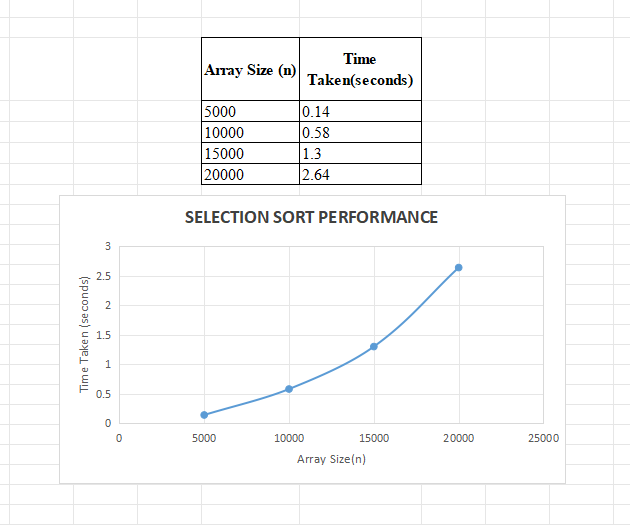 Array Size (n)
Time
Taken(seconds)
5000 0.14
10000 0.58
15000 1.3
20000 2.64
SELECTION SORT PERFORMANCE
Time Taken (seconds)
3
2.5
2
1.5
1
0.5
0
0 5000 10000 15000 20000 25000
Array Size(n)